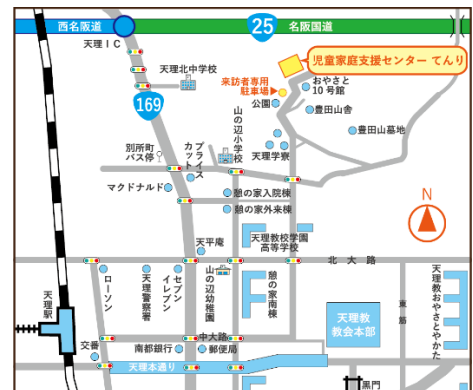 西名阪道
25
名阪国道
天理IC
天理北中学校
169
児童家庭支援センター てんり
来訪者専用
駐車場▶
公園
おやさと
10号館
豊田山舎
豊田山墓地
天理学寮
山の辺小学校
別所町
バス停
プライス
カット
マクドナルド
憩の家入院棟
憩の家外来棟
N
天平庵
天理教校学園
高等学校
北大路
天理駅
ローソン
天理警察署
セブン
イレブン
山の辺幼稚園
憩の家南棟
天理教
教会本部
東筋
天理教
おやさとやかた
交番
中大路
南都銀行
郵便局
天理本通り
黒門